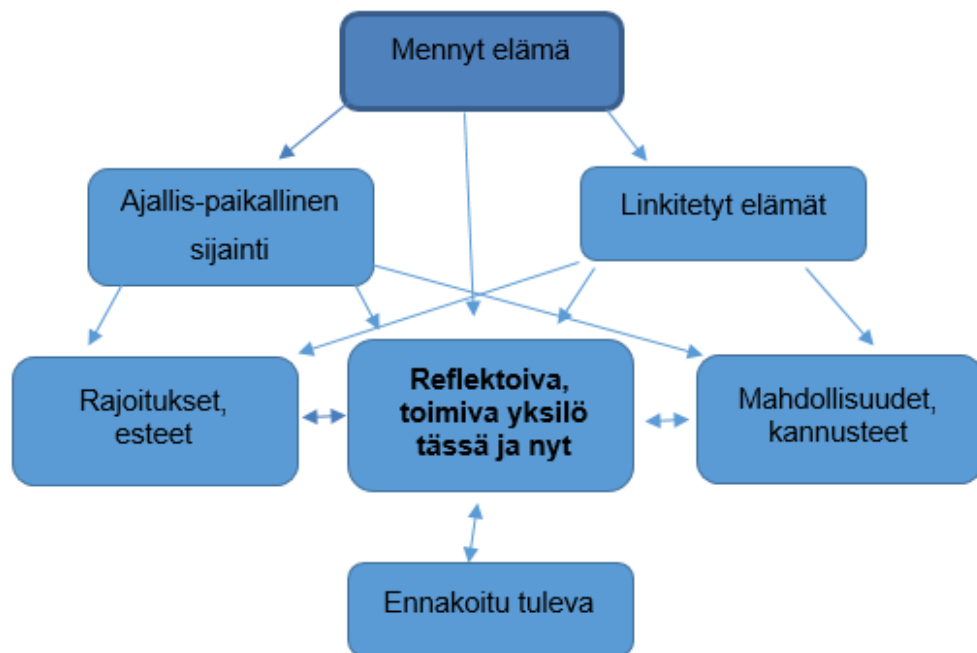 Mennyt elämä
Ajallis-paikallinen
sijainti
Linkitetyt elämät
Rajoitukset,
esteet
Reflektoiva,
toimiva yksilö
tässä ja nyt
Mahdollisuudet,
kannusteet
Ennakoitu tuleva